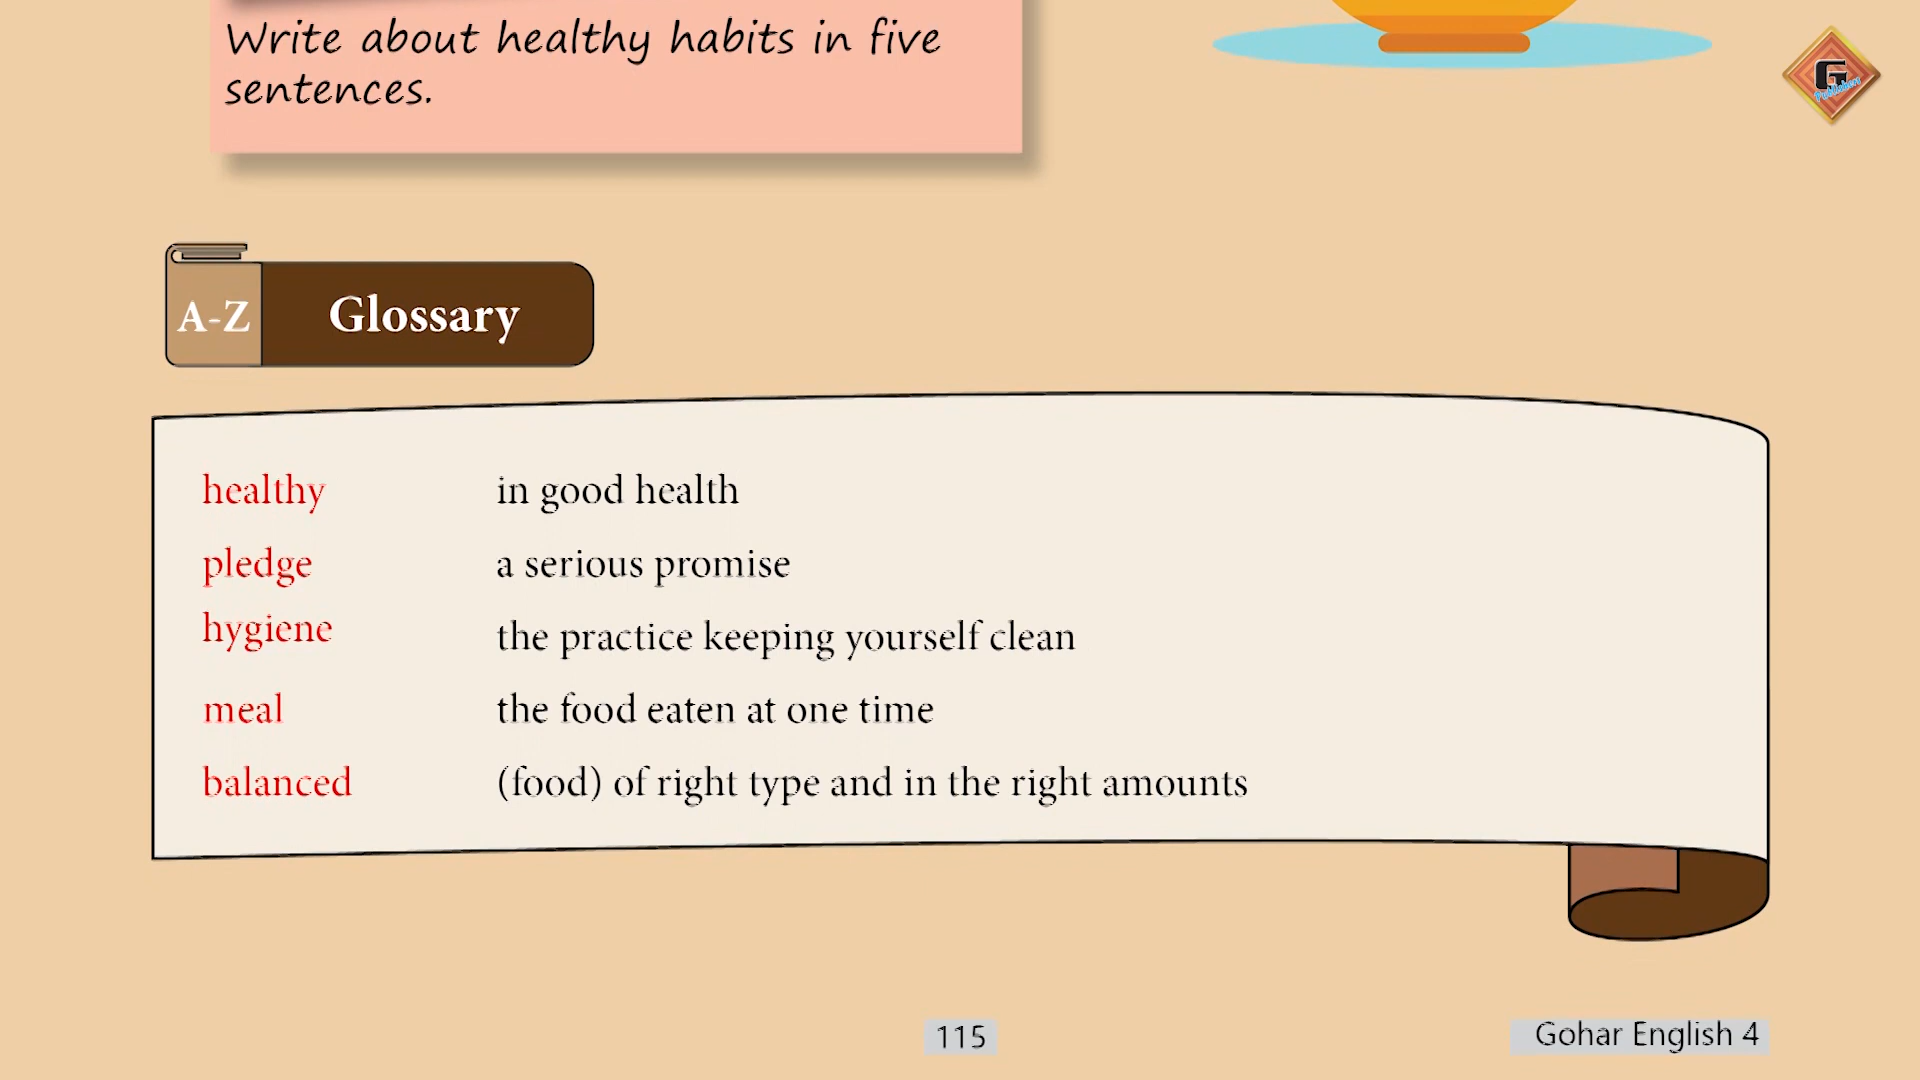 Write about healthy habits in five
sentences.
G
Publishers
A-Z Glossary
healthy in good health
pledge a serious promise
hygiene the practice keeping yourself clean
meal the food eaten at one time
balanced (food) of right type and in the right amounts
115
Gohar English 4